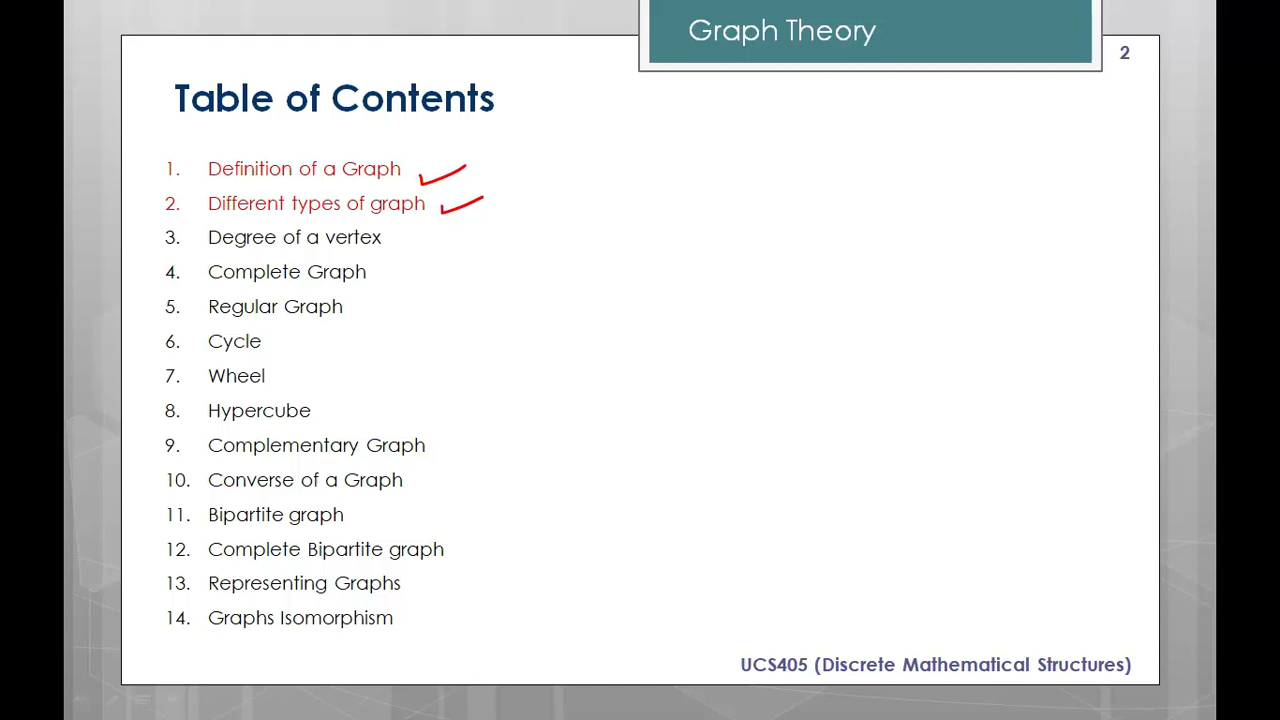 Graph Theory
2
Table of Contents
1. Definition of a Graph
2. Different types of graph
3. Degree of a vertex
4. Complete Graph
5. Regular Graph
6. Cycle
7. Wheel
8. Hypercube
9. Complementary Graph
10. Converse of a Graph
11. Bipartite graph
12. Complete Bipartite graph
13. Representing Graphs
14. Graphs Isomorphism
UCS405 (Discrete Mathematical Structures)